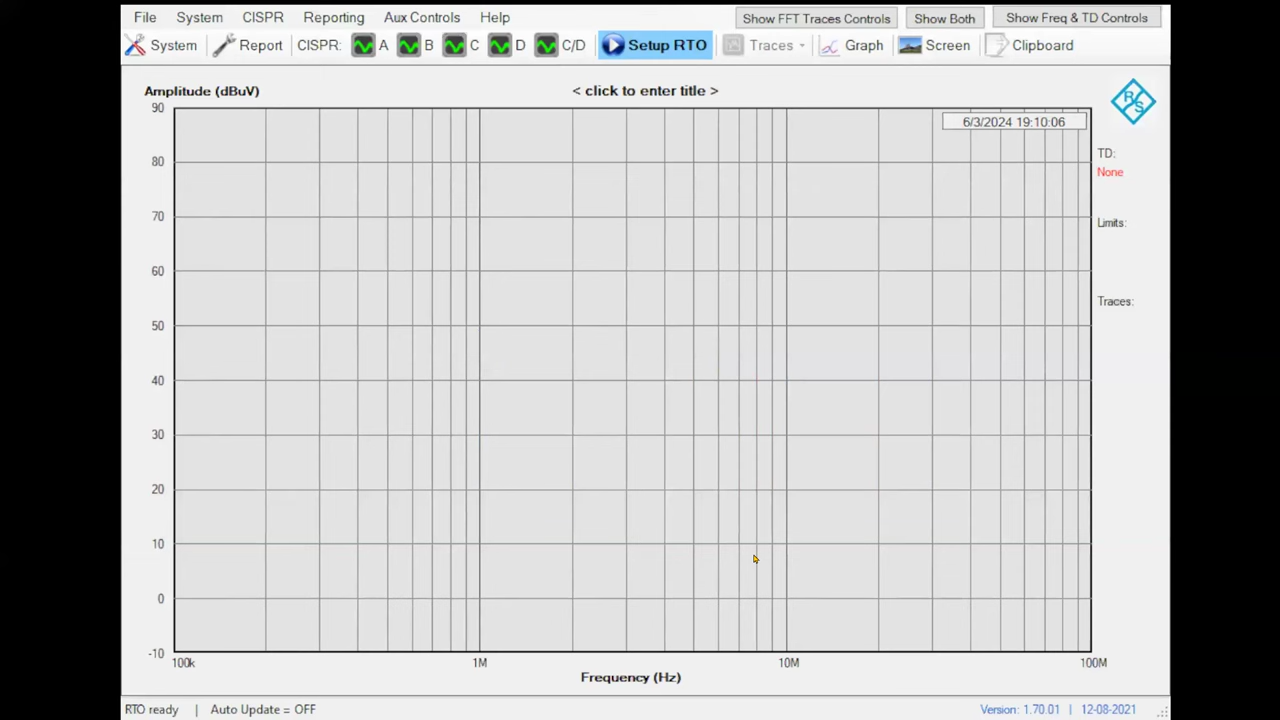 File System CISPR Reporting Aux Controls Help Show FFT Traces Controls Show Both Show Freq & TD Controls
System Report CISPR: A B C D C/D Setup RTO Traces Graph Screen Clipboard
Amplitude (dBuV) < click to enter title >
R S
90
6/3/2024 19:10:06
TD:
80
None
70
Limits:
60
Traces:
50
40
30
20
10
0
-10
100k 1M 10M 100M
Frequency (Hz)
RTO ready | Auto Update = OFF Version: 1.70.01 | 12-08-2021